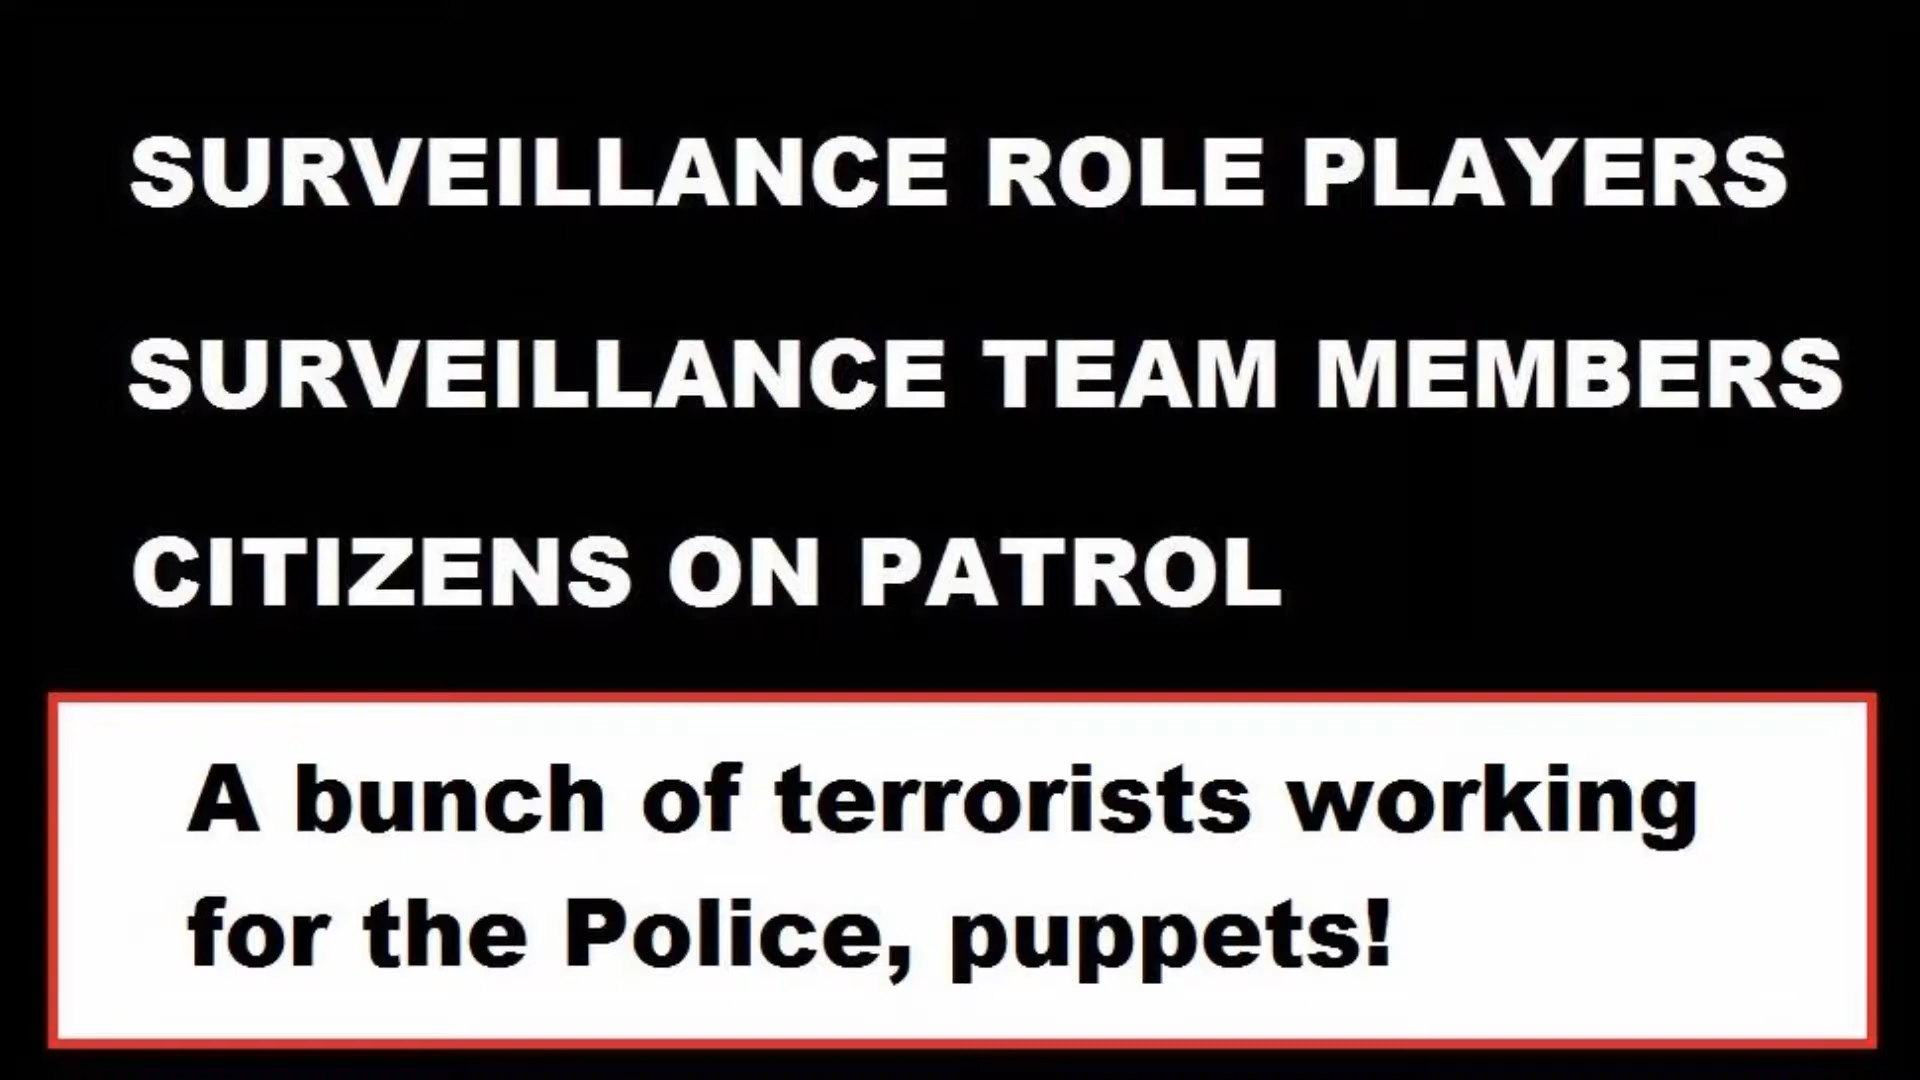 SURVEILLANCE ROLE PLAYERS
SURVEILLANCE TEAM MEMBERS
CITIZENS ON PATROL
A bunch of terrorists working
for the Police, puppets!